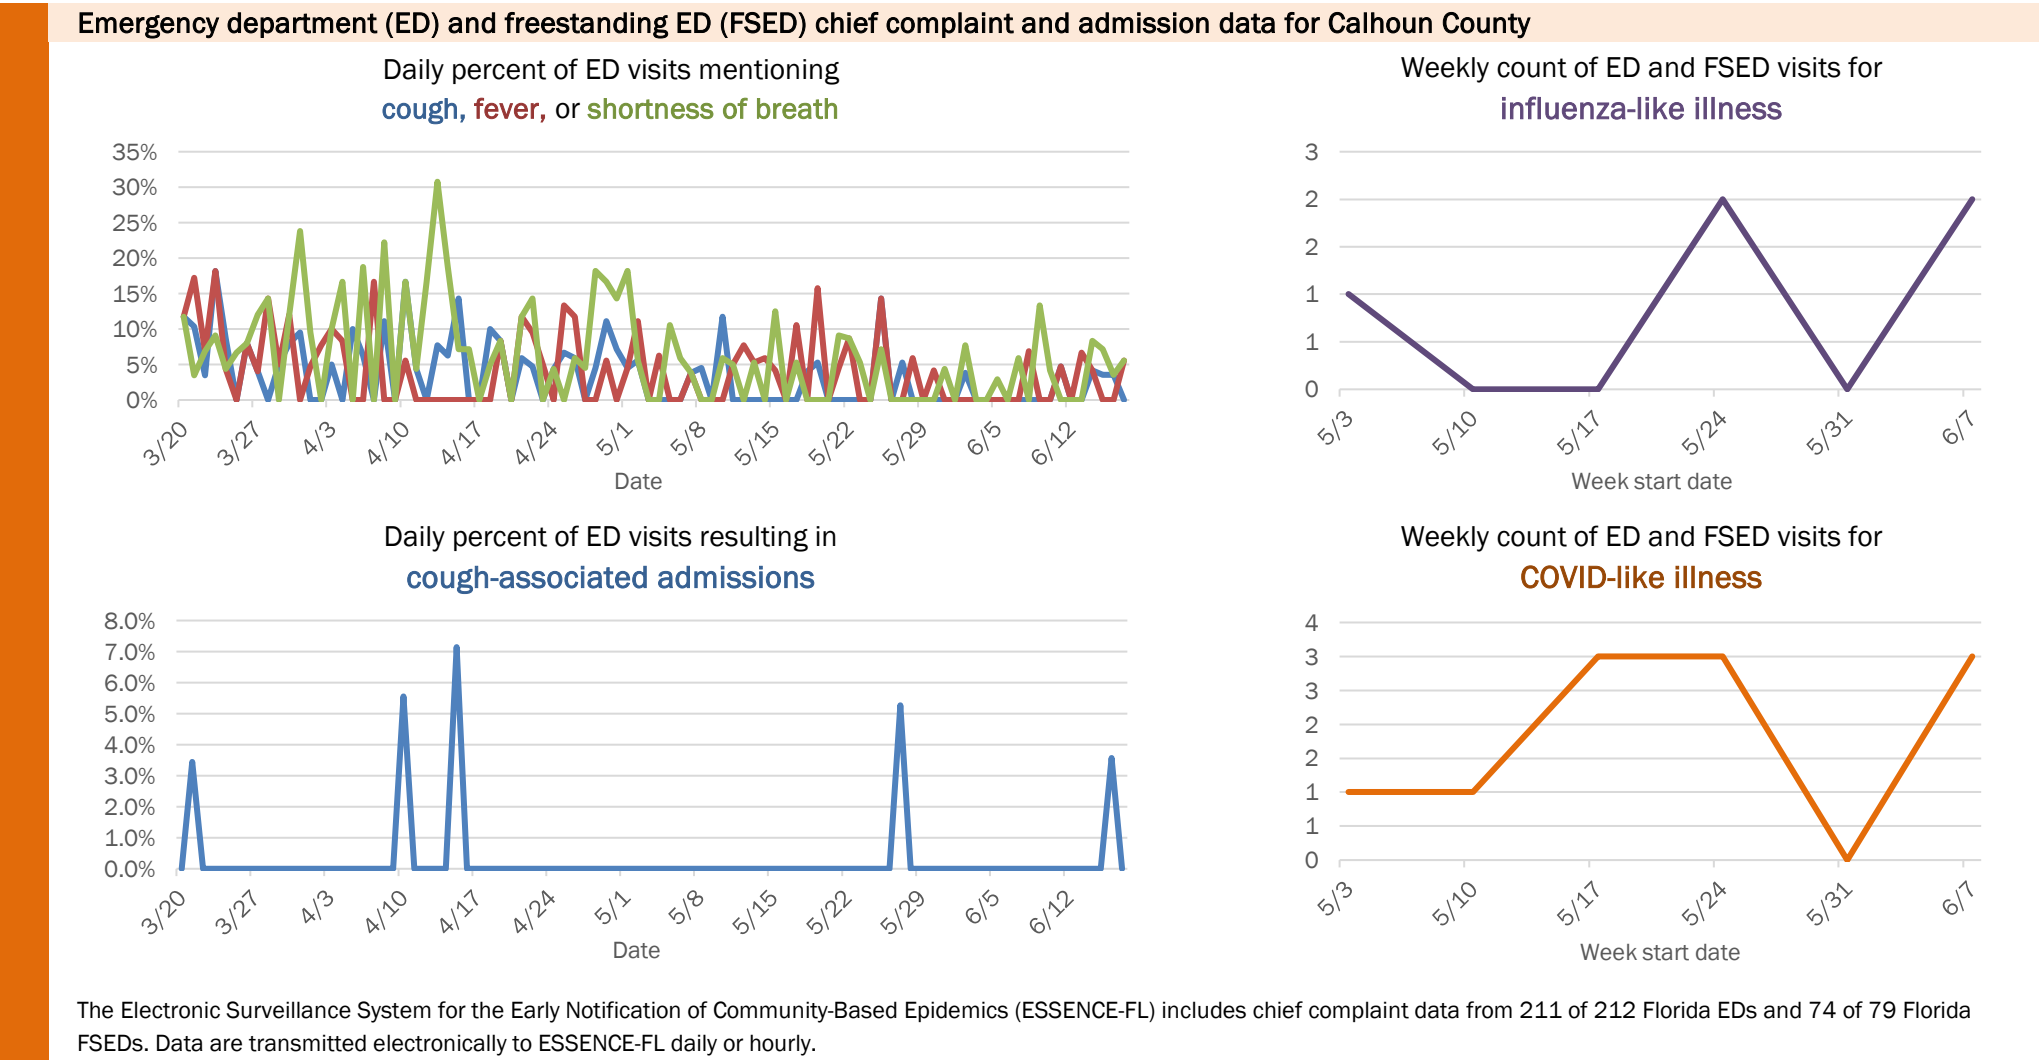 Emergency department (ED) and freestanding ED (FSED) chief complaint and admission data for Calhoun County
Daily percent of ED visits mentioning
cough, fever, or shortness of breath
35%
30%
25%
20%
15%
10%
5%
0%
3/20 3/27 4/3 4/10 4/17 4/24 5/1 5/8 5/15 5/22 5/29 6/5 6/12
Date
Weekly count of ED and FSED visits for
influenza-like illness
3
2
2
1
1
0
5/3 5/10 5/17 5/24 5/31 6/7
Week start date
Daily percent of ED visits resulting in
cough-associated admissions
8.0%
7.0%
6.0%
5.0%
4.0%
3.0%
2.0%
1.0%
0.0%
3/20 3/27 4/3 4/10 4/17 4/24 5/1 5/8 5/15 5/22 5/29 6/5 6/12
Date
Weekly count of ED and FSED visits for
COVID-like illness
4
3
3
2
2
1
1
0
5/3 5/10 5/17 5/24 5/31 6/7
Week start date
The Electronic Surveillance System for the Early Notification of Community-Based Epidemics (ESSENCE-FL) includes chief complaint data from 211 of 212 Florida EDs and 74 of 79 Florida
FSEDs. Data are transmitted electronically to ESSENCE-FL daily or hourly.